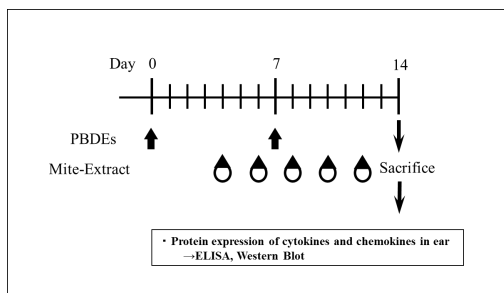 Day 0 7 14
PBDEs
Mite-Extract Sacrifice
・Protein expression of cytokines and chemokines in ear
→ELISA, Western Blot